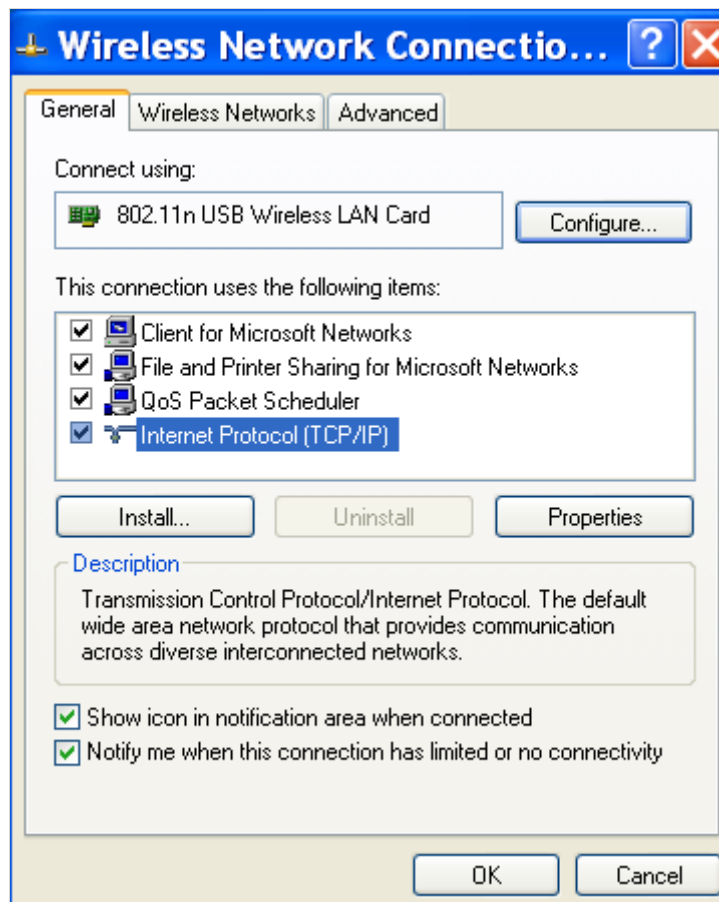 Wireless Network Connectio... ?
General Wireless Networks Advanced
Connect using:
802.11n USB Wireless LAN Card Configure...
This connection uses the following items:
Client for Microsoft Networks
File and Printer Sharing for Microsoft Networks
QoS Packet Scheduler
Internet Protocol (TCP/IP)
Install... Uninstall Properties
Description
Transmission Control Protocol/Internet Protocol. The default
wide area network protocol that provides communication
across diverse interconnected networks.
Show icon in notification area when connected
Notify me when this connection has limited or no connectivity
OK Cancel